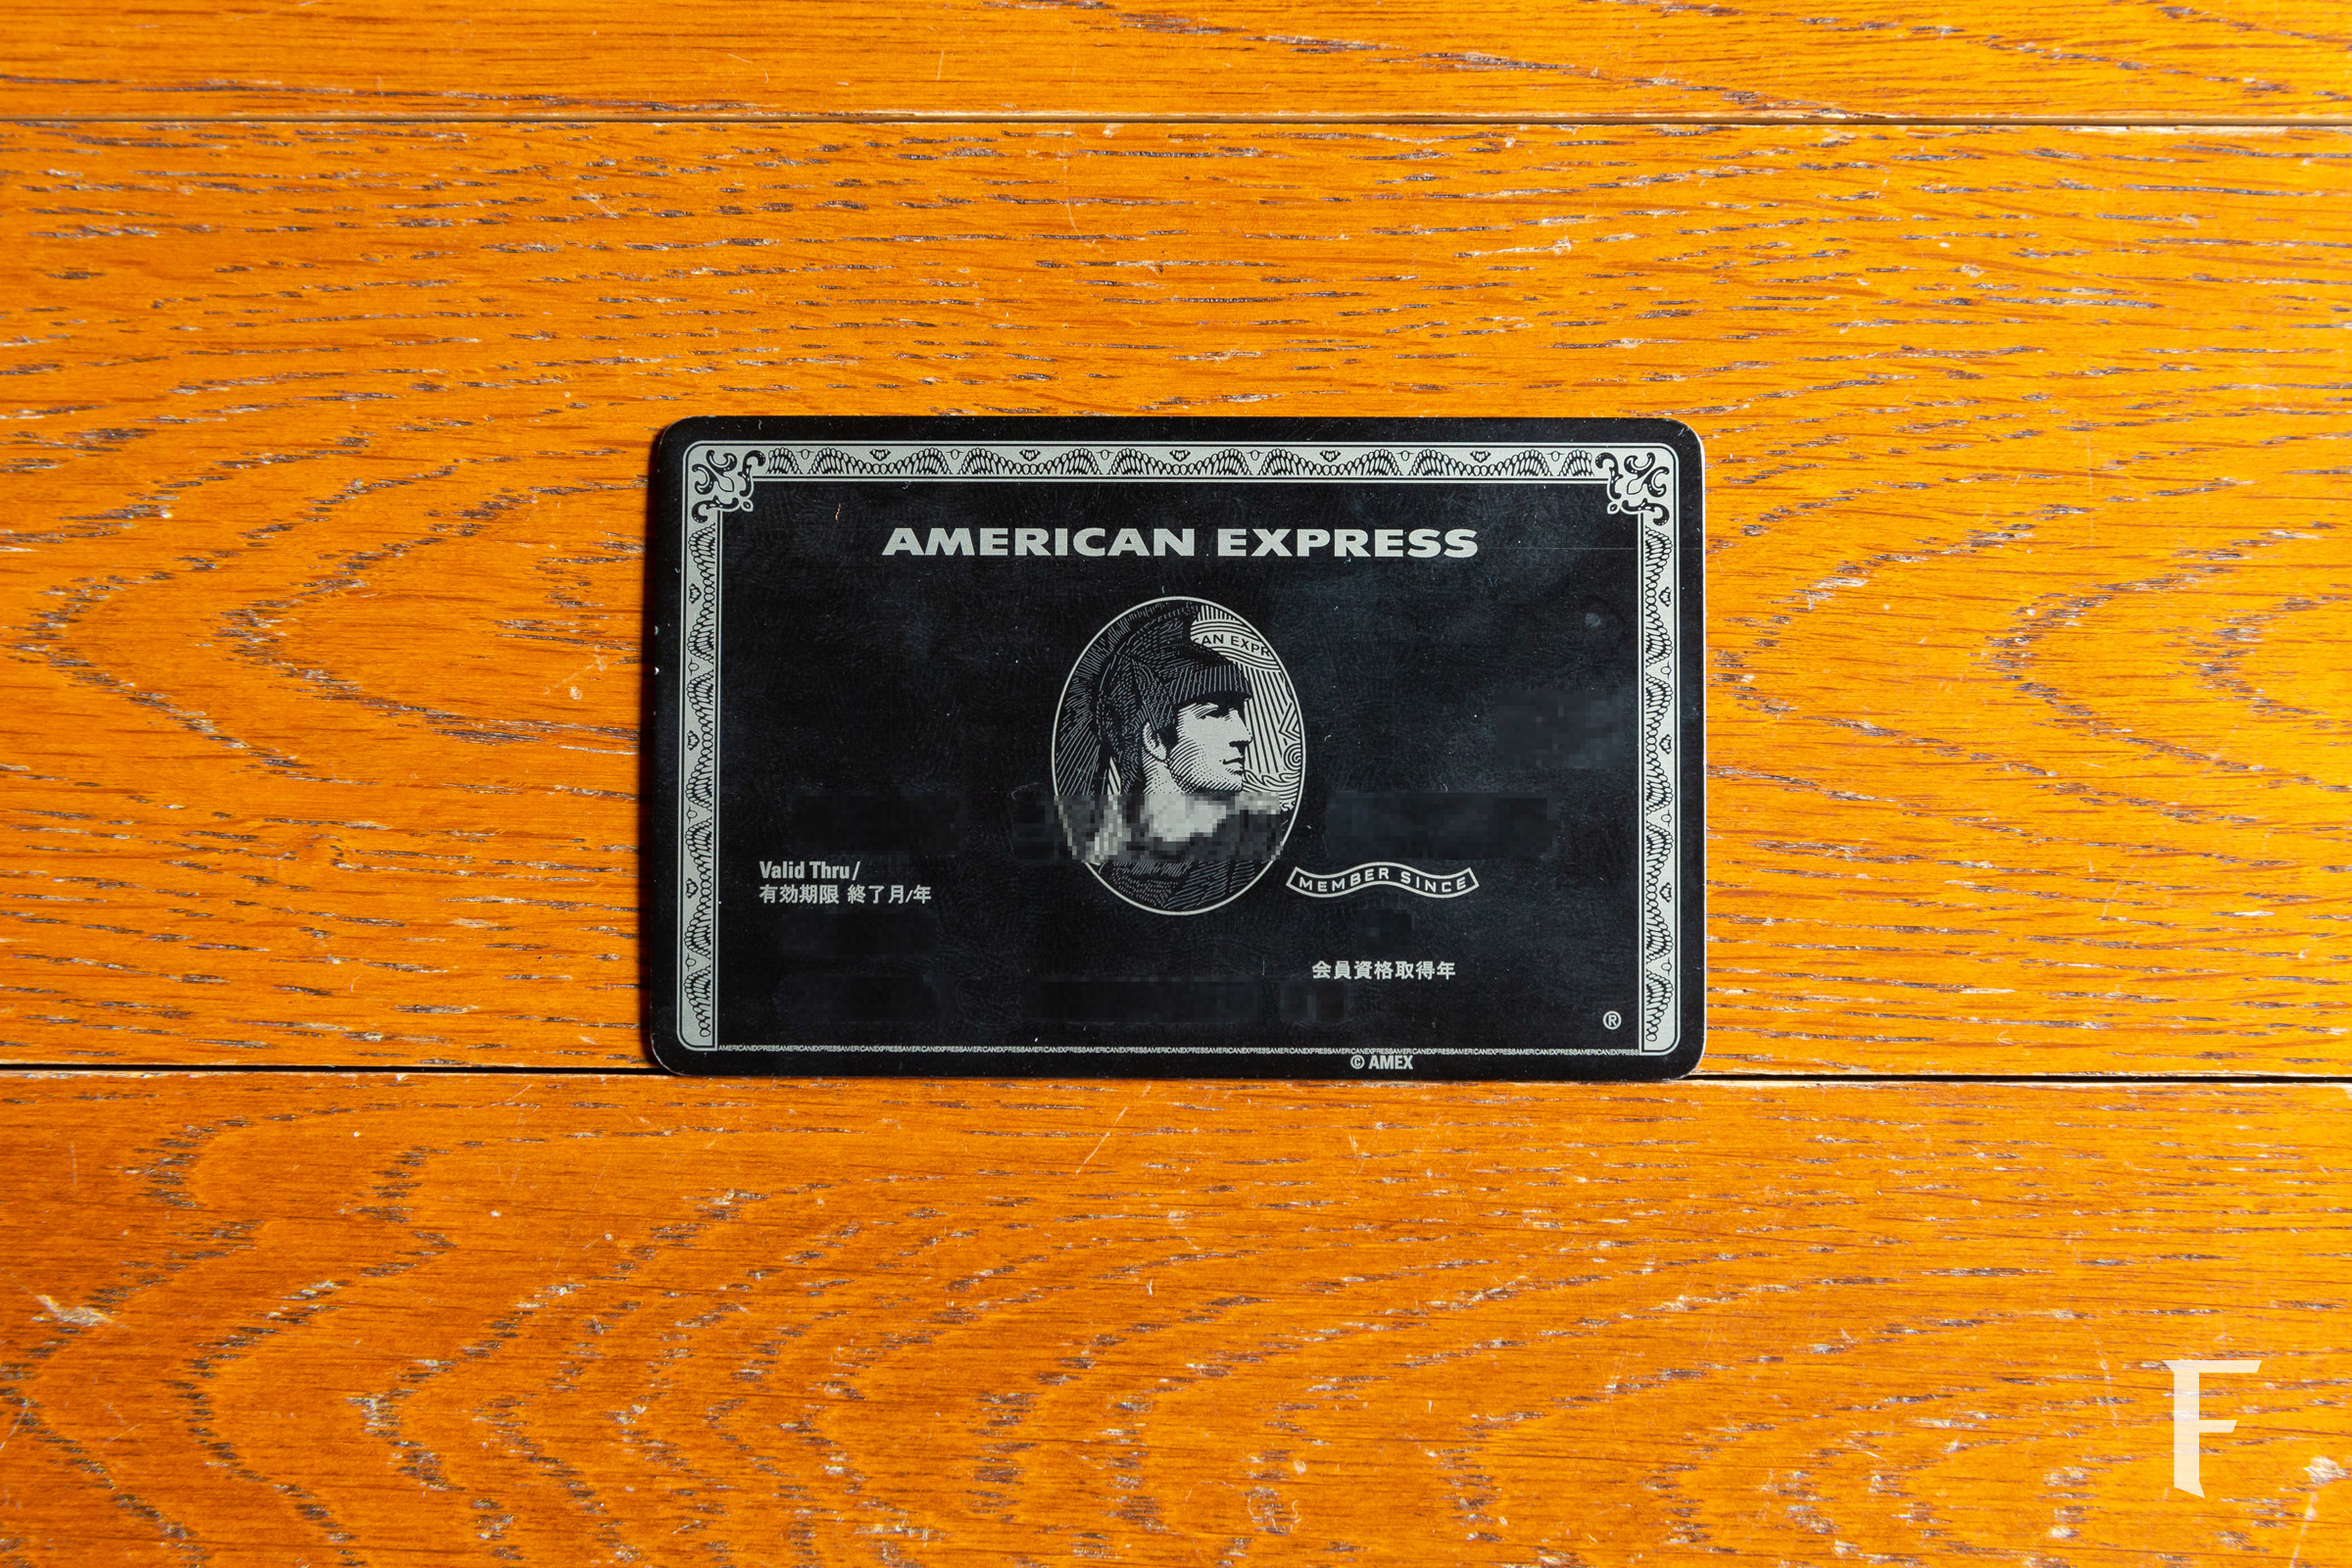 AMERICAN EXPRESS
AN EXPR
Valid Thru/
有効期限 終了月/年
MEMBER SINCE
会員資格取得年
®
AMERICANEXPRESSAMERICANEXPRESSAMERICANEXPRESSAMERICANEXPRESSAMERICANEXPRESSAMERICANEXPRESSAMERICANEXPRESSAMERICANEXPRESSAMERICANEXPRESSAMERICANEXPRESSAMERICANEXPRESSAMERICANEXPRESS
© AMEX
F